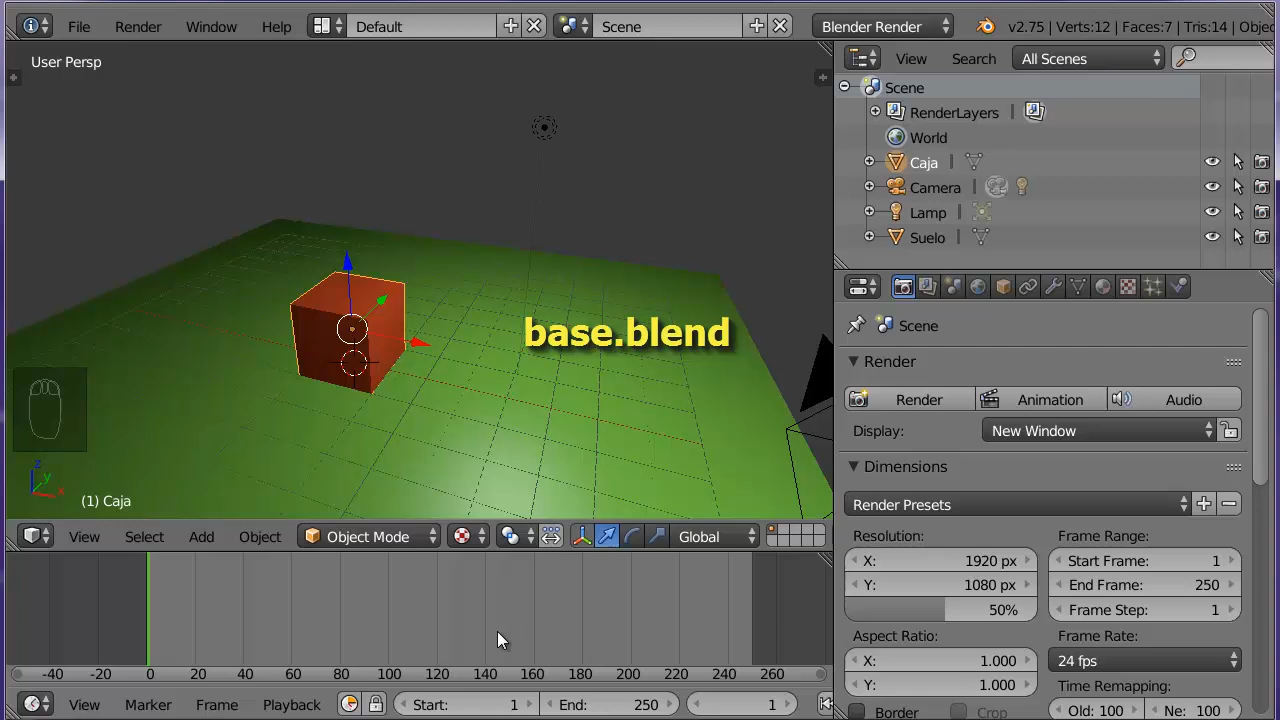 File Render Window Help Default Scene Blender Render v2.75 | Verts:12 | Faces:7 | Tris:14 | Objec
User Persp
View Search All Scenes
Scene
RenderLayers
World
Caja
Camera
Lamp
Suelo
base.blend
(1) Caja
z
y
x
View Select Add Object Object Mode Global
Scene
Render
Render Animation Audio
Display: New Window
Dimensions
Render Presets
Resolution: Frame Range:
X: 1920 px Start Frame: 1
Y: 1080 px End Frame: 250
50% Frame Step: 1
Aspect Ratio: Frame Rate:
X: 1.000 24 fps
Y: 1.000 Time Remapping:
Border Crop Old: 100 Ne: 100
-40 -20 0 20 40 60 80 100 120 140 160 180 200 220 240 260
View Marker Frame Playback Start: 1 End: 250 1